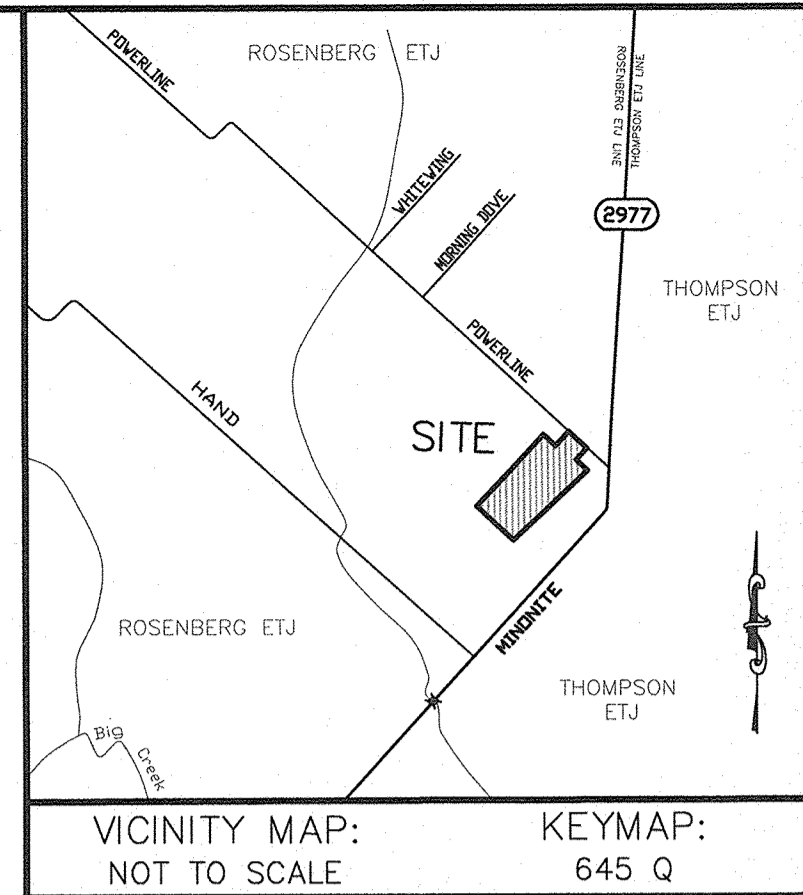 POWERLINE
ROSENBERG ETJ
ROSENBERG ETJ LINE
THOMPSON ETJ LINE
WHITEWING
MORNING DOVE
2977
THOMPSON
ETJ
POWERLINE
HAND
SITE
MINONITE
ROSENBERG ETJ
THOMPSON
ETJ
Big
Creek
VICINITY MAP:
NOT TO SCALE
KEYMAP:
645 Q